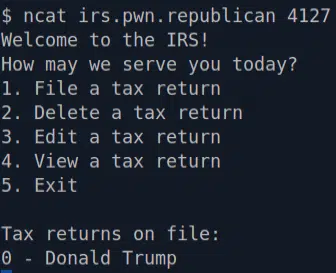 $ ncat irs.pwn.republican 4127
Welcome to the IRS!
How may we serve you today?
1. File a tax return
2. Delete a tax return
3. Edit a tax return
4. View a tax return
5. Exit
Tax returns on file:
0 - Donald Trump